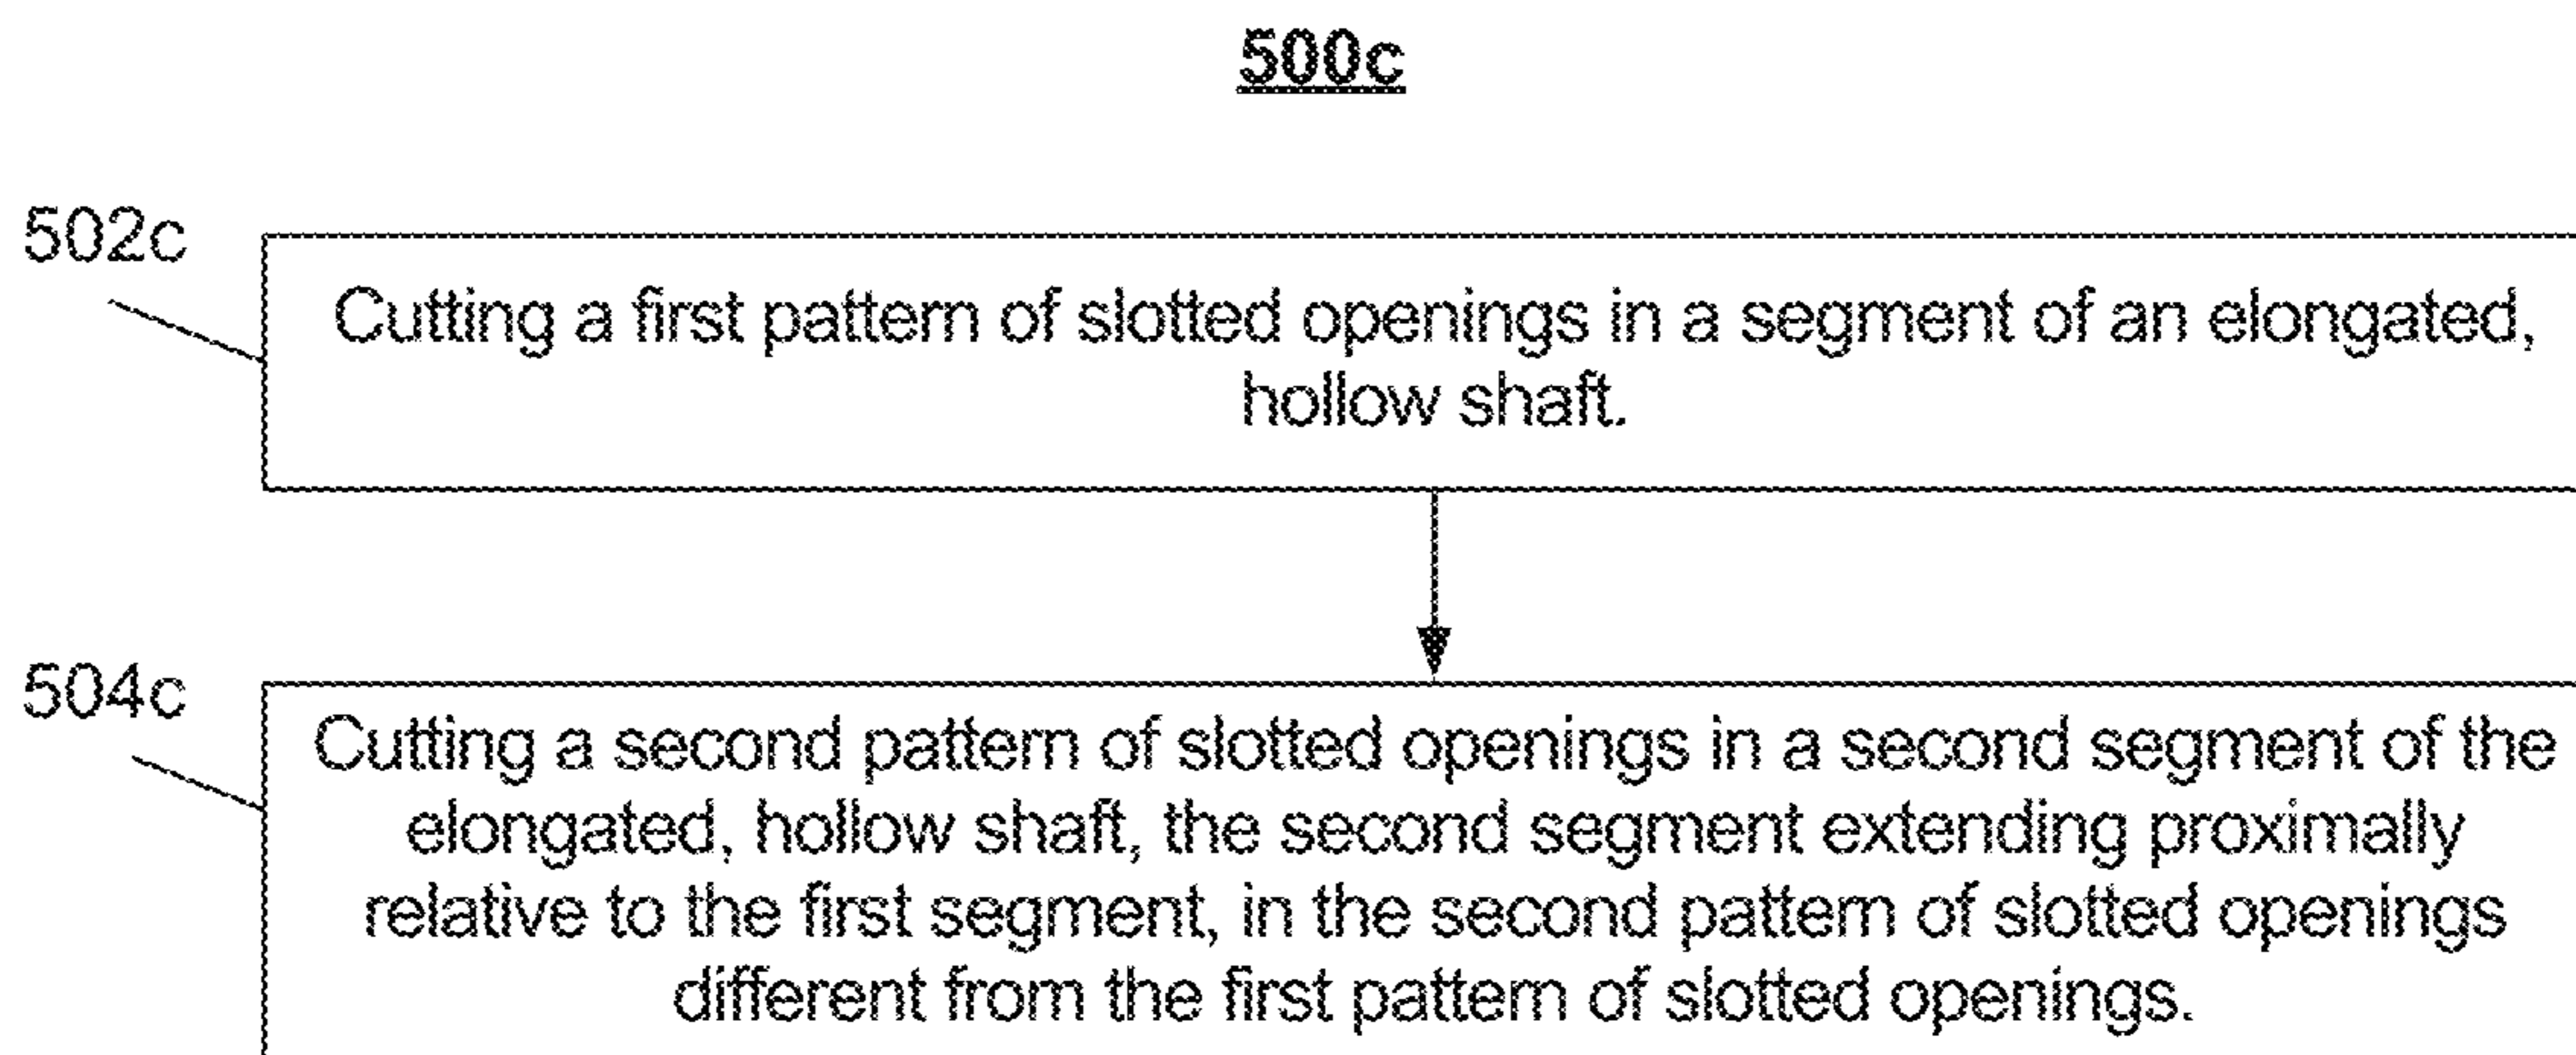 500c
502c
Cutting a first pattern of slotted openings in a segment of an elongated,
hollow shaft.
504c
Cutting a second pattern of slotted openings in a second segment of the
elongated, hollow shaft, the second segment extending proximally
relative to the first segment, in the second pattern of slotted openings
different from the first pattern of slotted openings.